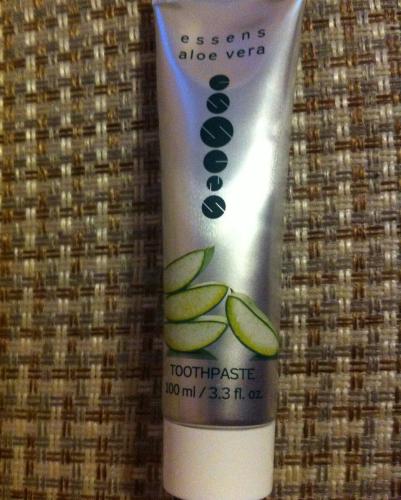 essens
aloe vera
essens
TOOTHPASTE
100 ml / 3.3 fl. oz.